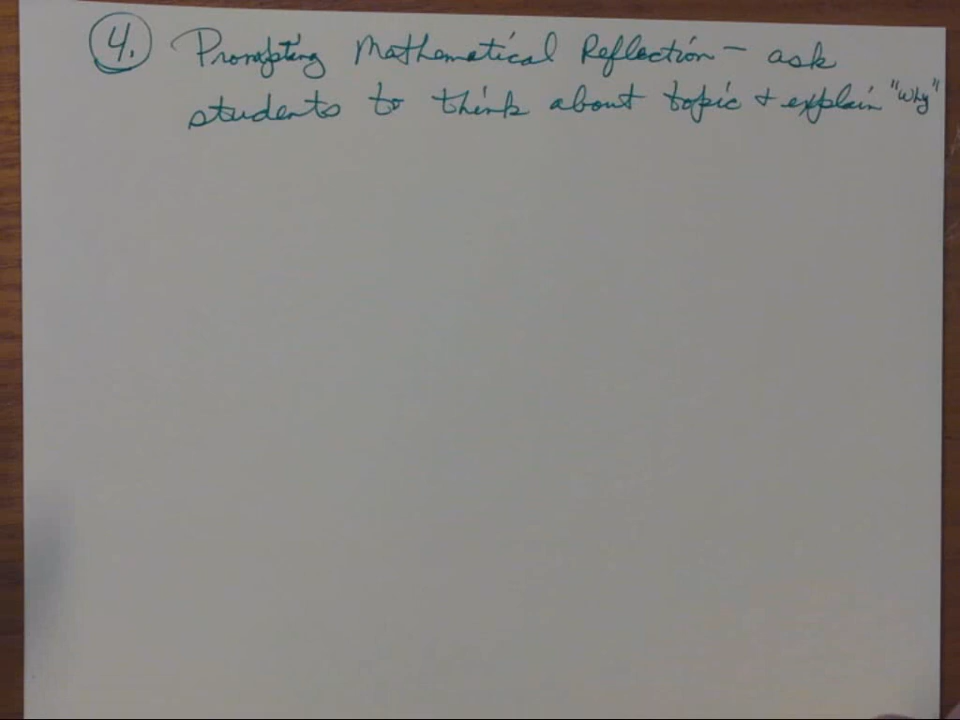 4. Prompting Mathematical Reflection - ask
students to think about topic + explain "why"